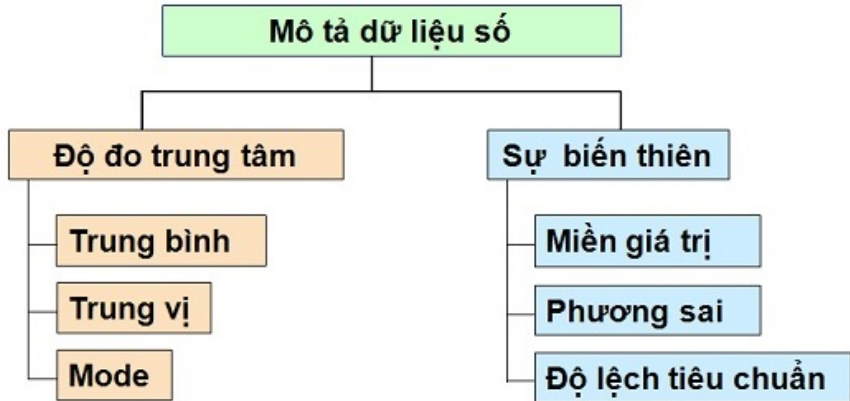 Mô tả dữ liệu số
Độ đo trung tâm
Trung bình
Trung vị
Mode
Sự biến thiên
Miền giá trị
Phương sai
Độ lệch tiêu chuẩn